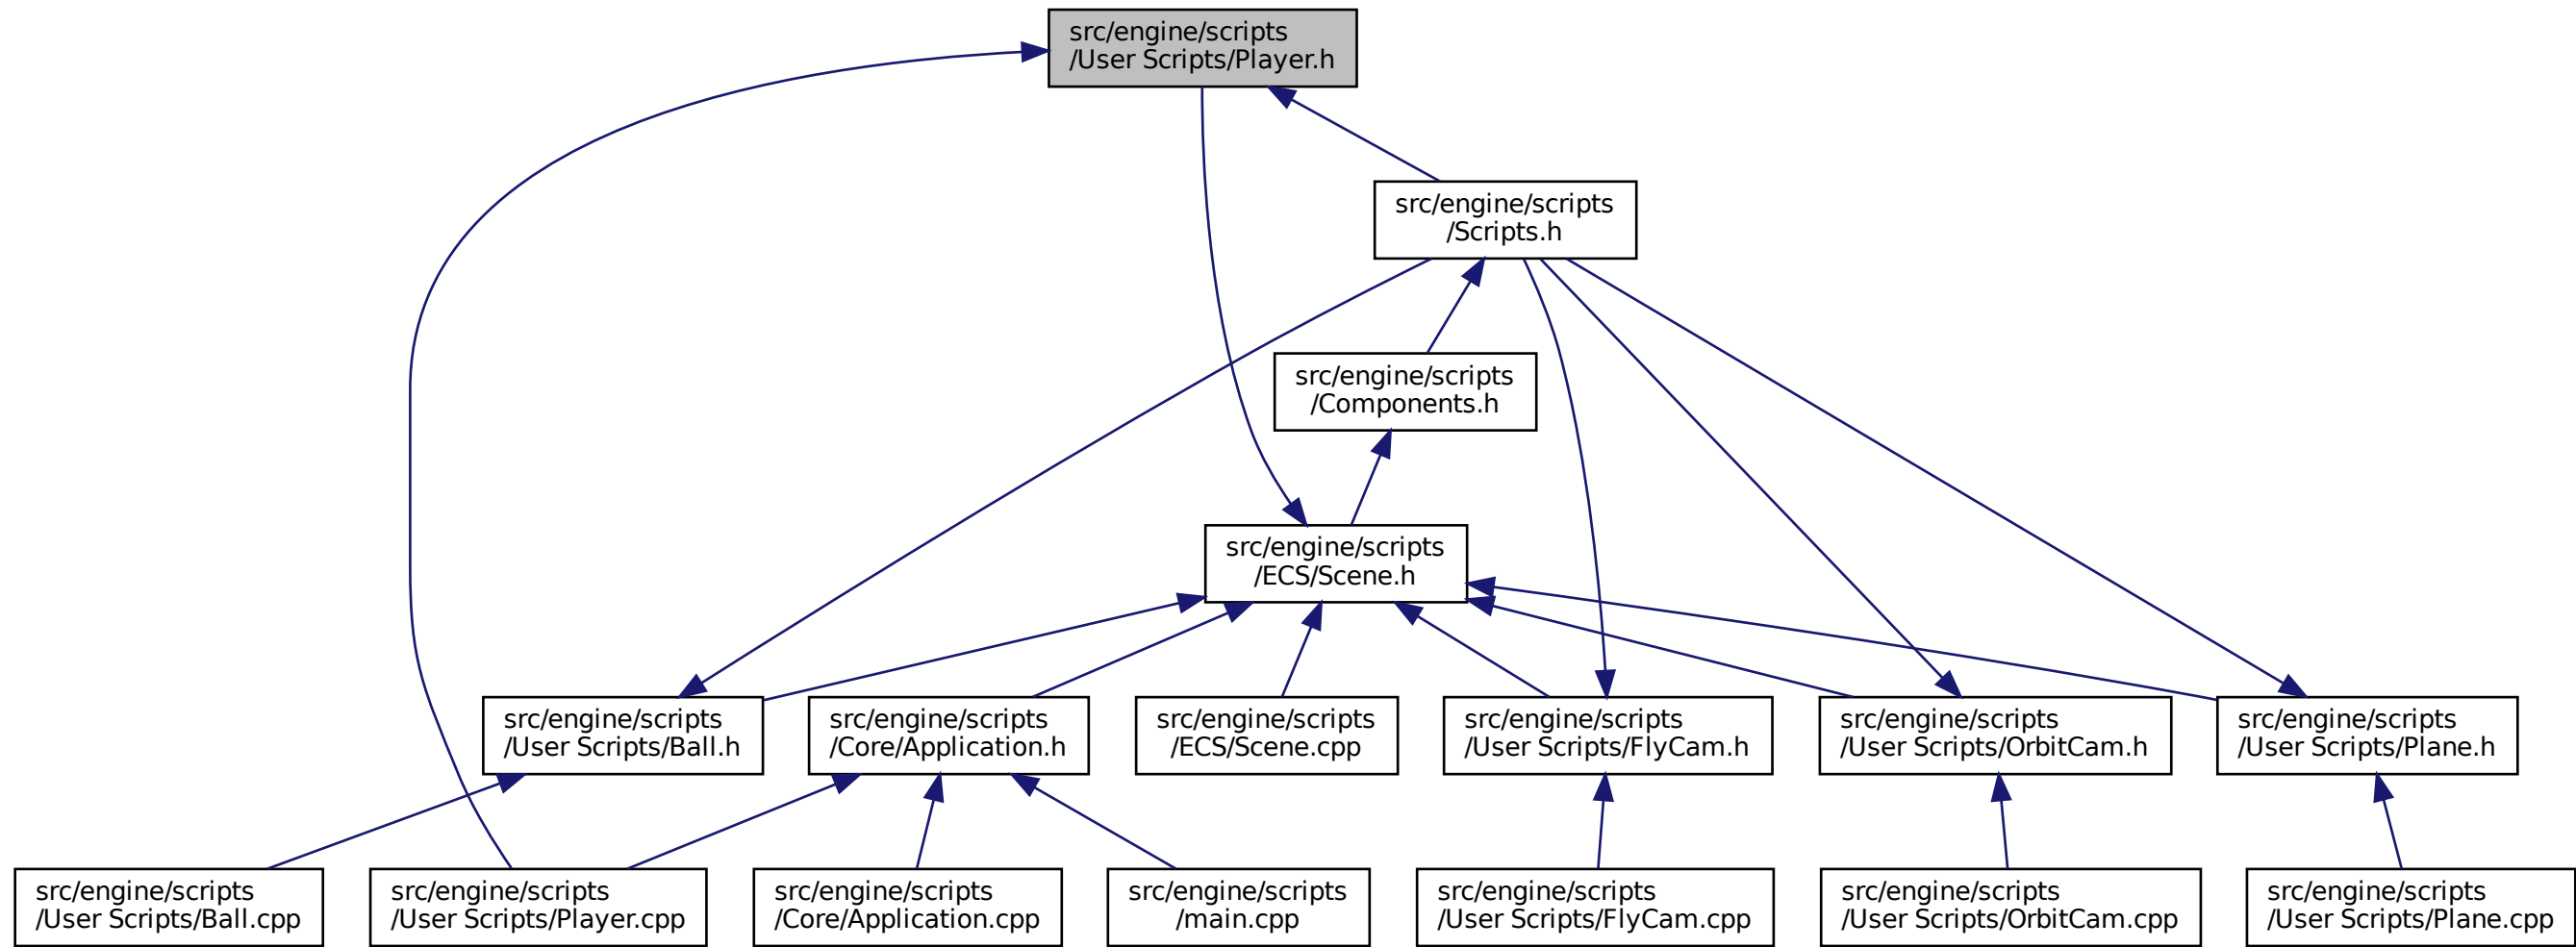 src/engine/scripts
/User Scripts/Player.h
src/engine/scripts
/Scripts.h
src/engine/scripts
/Components.h
src/engine/scripts
/ECS/Scene.h
src/engine/scripts
/User Scripts/Ball.h
src/engine/scripts
/Core/Application.h
src/engine/scripts
/ECS/Scene.cpp
src/engine/scripts
/User Scripts/FlyCam.h
src/engine/scripts
/User Scripts/OrbitCam.h
src/engine/scripts
/User Scripts/Plane.h
src/engine/scripts
/User Scripts/Ball.cpp
src/engine/scripts
/User Scripts/Player.cpp
src/engine/scripts
/Core/Application.cpp
src/engine/scripts
/main.cpp
src/engine/scripts
/User Scripts/FlyCam.cpp
src/engine/scripts
/User Scripts/OrbitCam.cpp
src/engine/scripts
/User Scripts/Plane.cpp